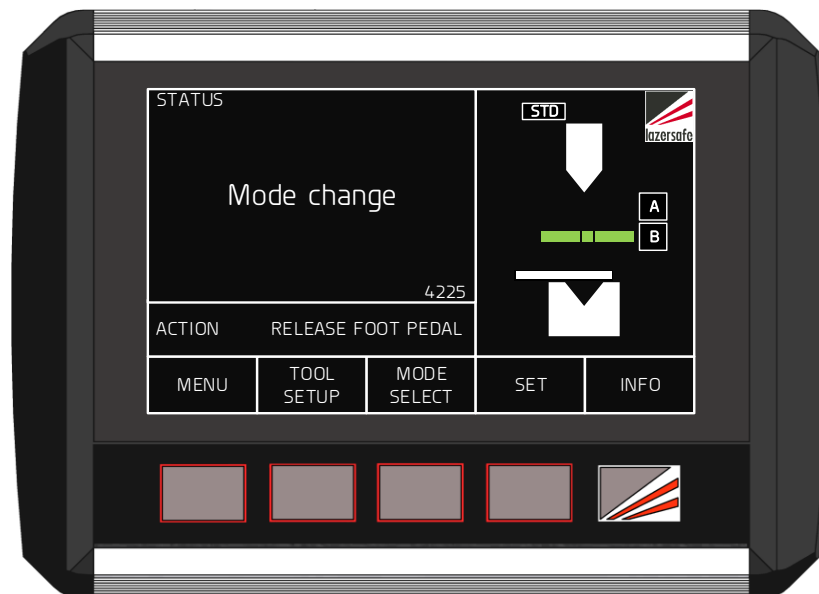 STATUS
STD
lazersafe
Mode change
A
B
4225
ACTION RELEASE FOOT PEDAL
MENU
TOOL
SETUP
MODE
SELECT
SET
INFO